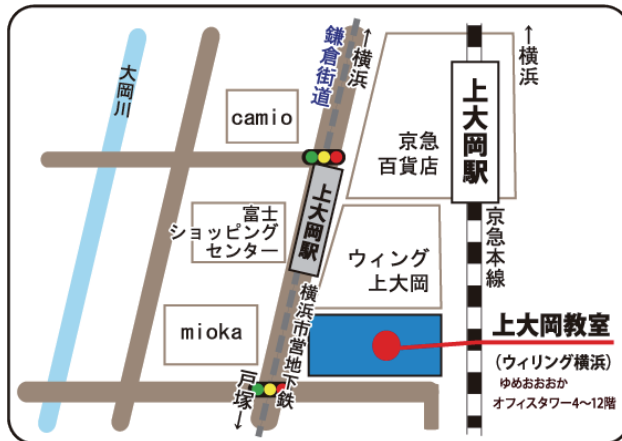 大岡川
camio
鎌倉街道
↑横浜
京急
百貨店
上大岡駅
↑横浜
京急本線
富士
ショッピング
センター
上大岡駅
横浜市営地下鉄
ウィング
上大岡
mioka
戸塚↓
上大岡教室
(ウィリング横浜)
ゆめおおおか
オフィスタワー4〜12階